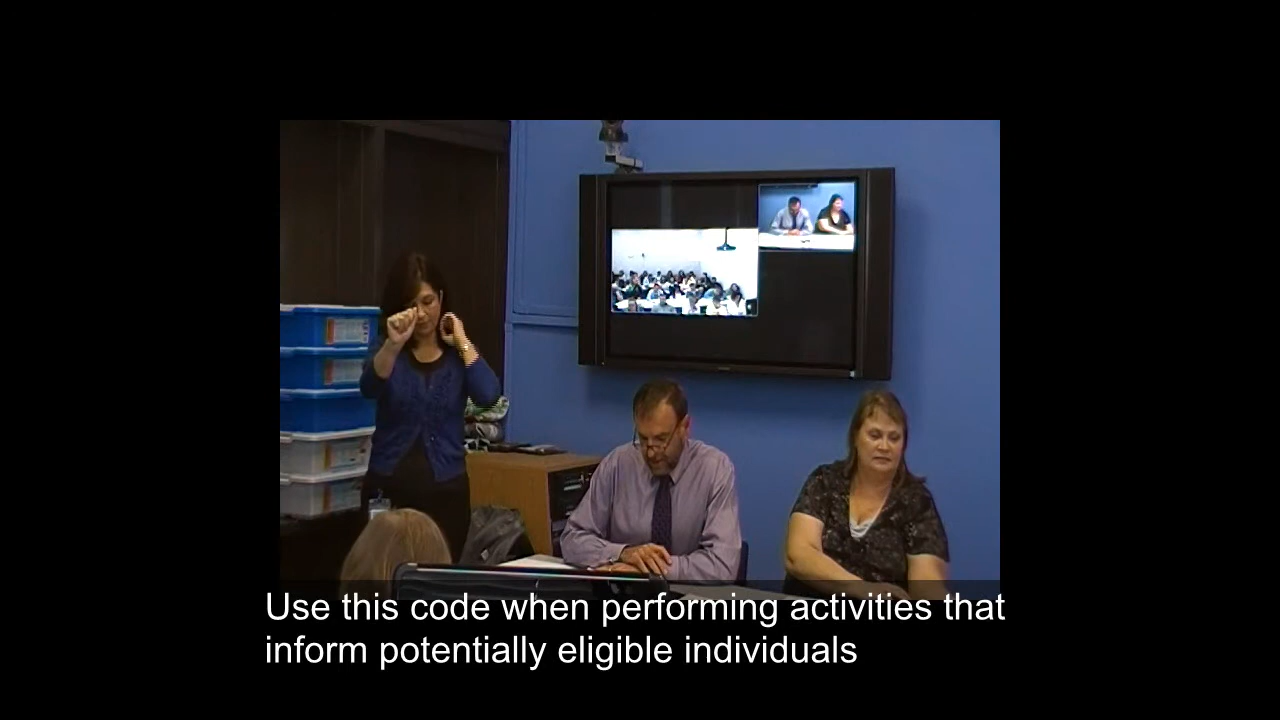 Use this code when performing activities that
inform potentially eligible individuals